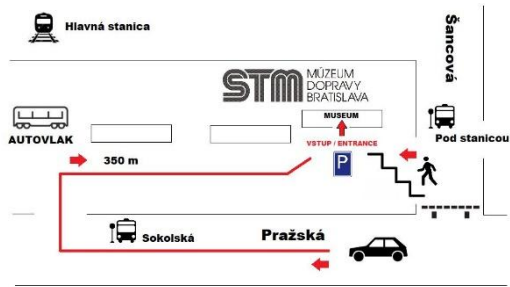 Hlavná stanica
Šancová
STM MÚZEUM
DOPRAVY
BRATISLAVA
MUSEUM
VSTUP / ENTRANCE
P
Pod stanicou
AUTOVLAK
350 m
Sokolská
Pražská